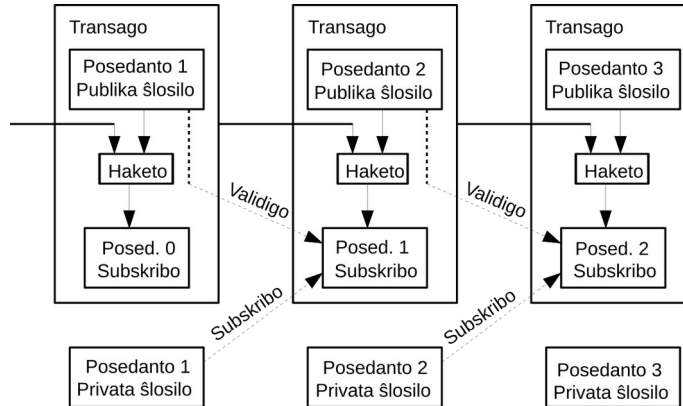 Transago
Posedanto 1
Publika ŝlosilo
Haketo
Posed. 0
Subskribo
Transago
Posedanto 2
Publika ŝlosilo
Haketo
Posed. 1
Subskribo
Transago
Posedanto 3
Publika ŝlosilo
Haketo
Posed. 2
Subskribo
Validigo
Validigo
Subskribo
Subskribo
Posedanto 1
Privata ŝlosilo
Posedanto 2
Privata ŝlosilo
Posedanto 3
Privata ŝlosilo